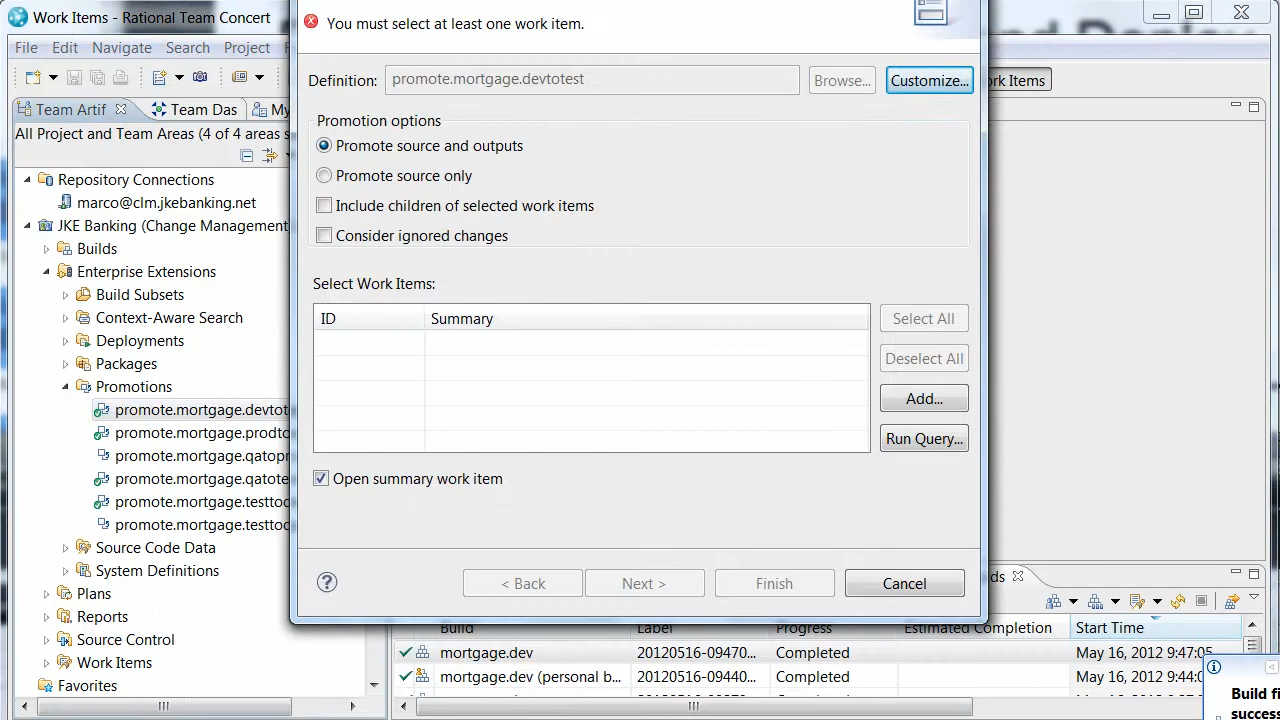 Work Items - Rational Team Concert
File Edit Navigate Search Project
Team Artif
Team Das
My
All Project and Team Areas (4 of 4 areas s
Repository Connections
marco@clm.jkebanking.net
JKE Banking (Change Management
Builds
Enterprise Extensions
Build Subsets
Context-Aware Search
Deployments
Packages
Promotions
promote.mortgage.devtot
promote.mortgage.prodto
promote.mortgage.qatopr
promote.mortgage.qatote
promote.mortgage.testtoc
promote.mortgage.testtoc
Source Code Data
System Definitions
Plans
Reports
Source Control
Work Items
Favorites
You must select at least one work item.
Definition: promote.mortgage.devtotest Browse... Customize...
Promotion options
Promote source and outputs
Promote source only
Include children of selected work items
Consider ignored changes
Select Work Items:
ID Summary
Select All
Deselect All
Add...
Run Query...
Open summary work item
? < Back Next > Finish Cancel
ork Items
ds
Build Label Progress Estimated Completion Start Time
mortgage.dev 20120516-09470... Completed May 16, 2012 9:47:05
mortgage.dev (personal b... 20120516-09440... Completed May 16, 2012 9:44:0
Build fi
success